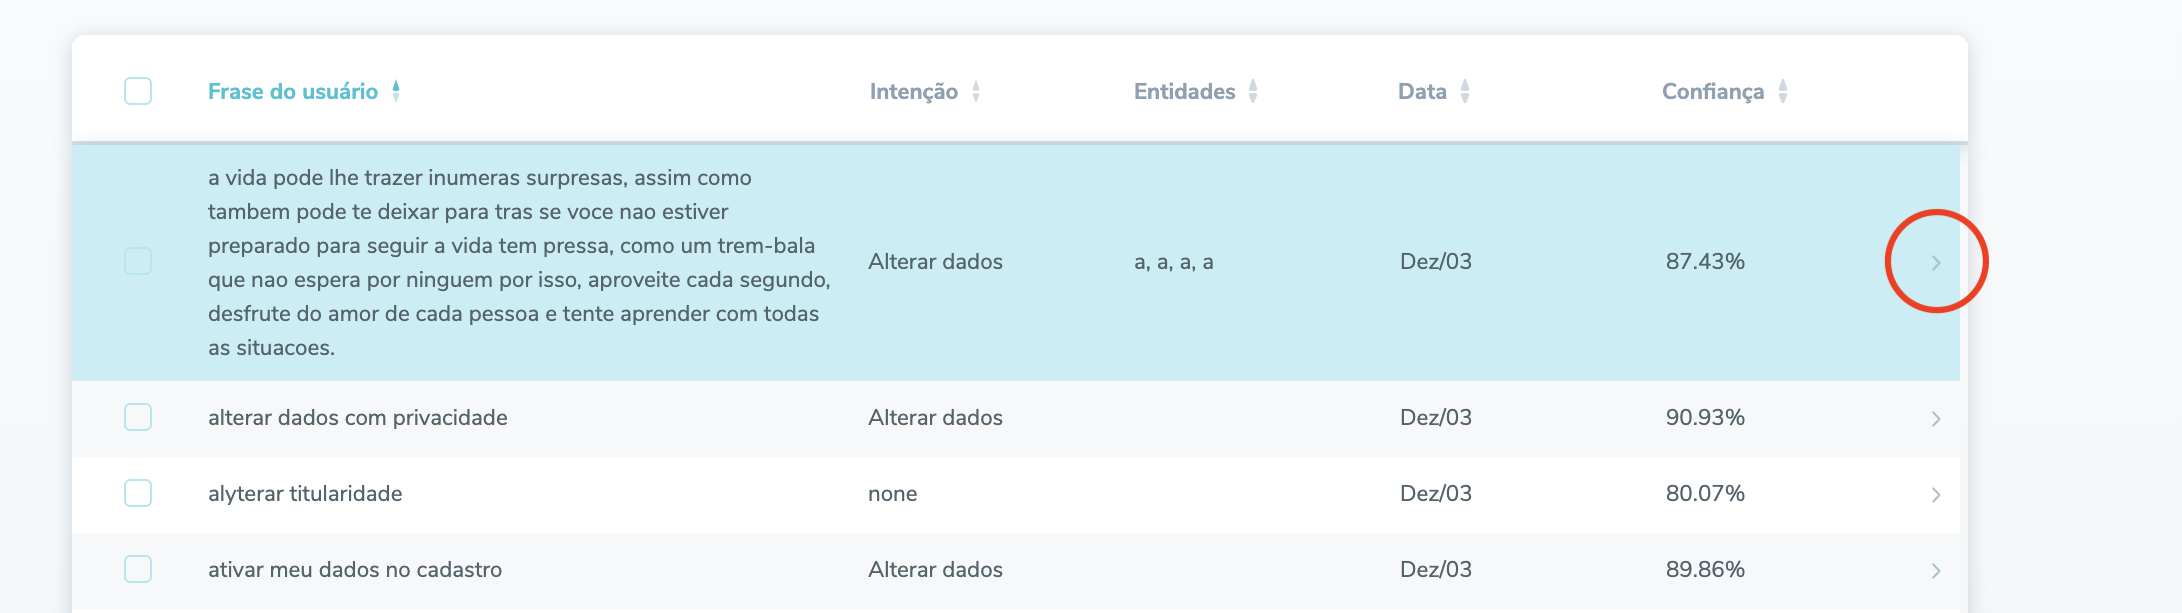 Frase do usuário Intenção Entidades Data Confiança
a vida pode lhe trazer inumeras surpresas, assim como
tambem pode te deixar para tras se voce nao estiver
preparado para seguir a vida tem pressa, como um trem-bala
que nao espera por ninguem por isso, aproveite cada segundo,
desfrute do amor de cada pessoa e tente aprender com todas
as situacoes.
Alterar dados a, a, a, a Dez/03 87.43%
alterar dados com privacidade Alterar dados Dez/03 90.93%
alyterar titularidade none Dez/03 80.07%
ativar meu dados no cadastro Alterar dados Dez/03 89.86%